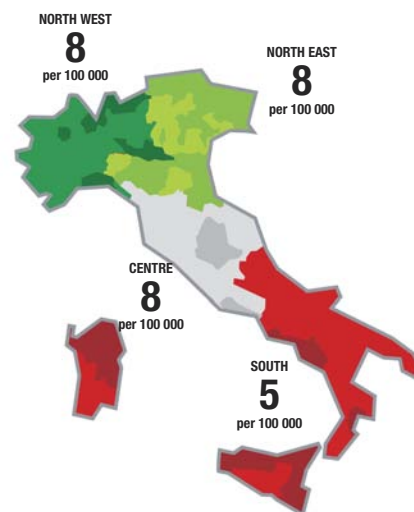 NORTH WEST
8
per 100 000
NORTH EAST
8
per 100 000
CENTRE
8
per 100 000
SOUTH
5
per 100 000